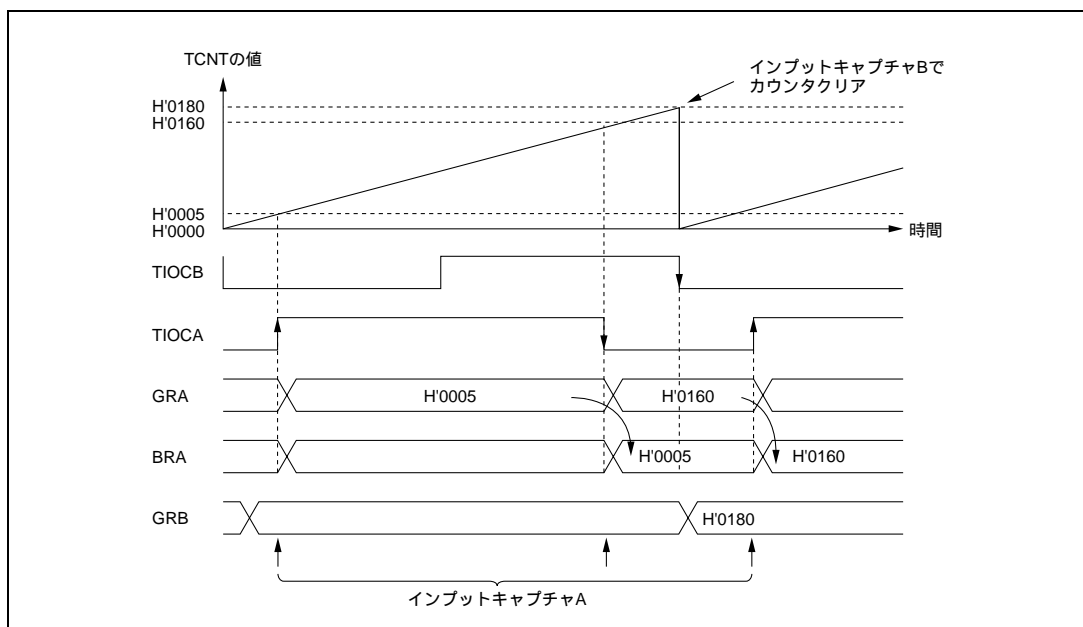 TCNTの値
インプットキャプチャBで
カウンタクリア
H'0180
H'0160
H'0005
H'0000
時間
TIOCB
TIOCA
GRA
H'0005
H'0160
BRA
H'0005
H'0160
GRB
H'0180
インプットキャプチャA